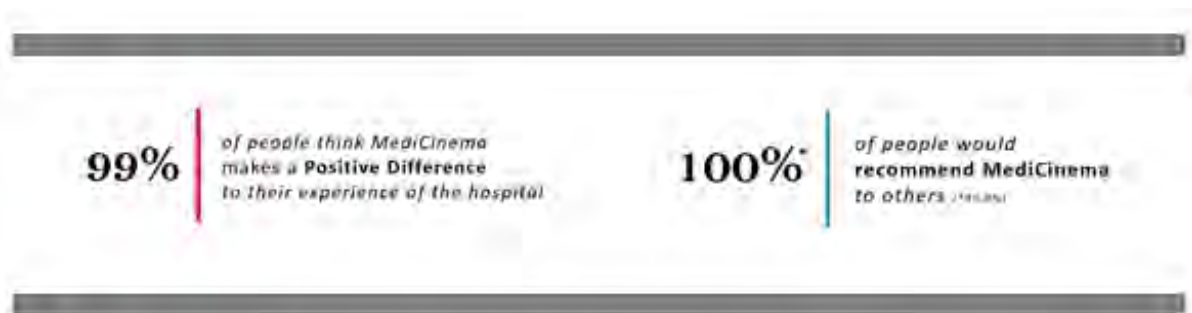 99%
of people think MediCinema
makes a Positive Difference
to their experience of the hospital
100%*
of people would
recommend MediCinema
to others